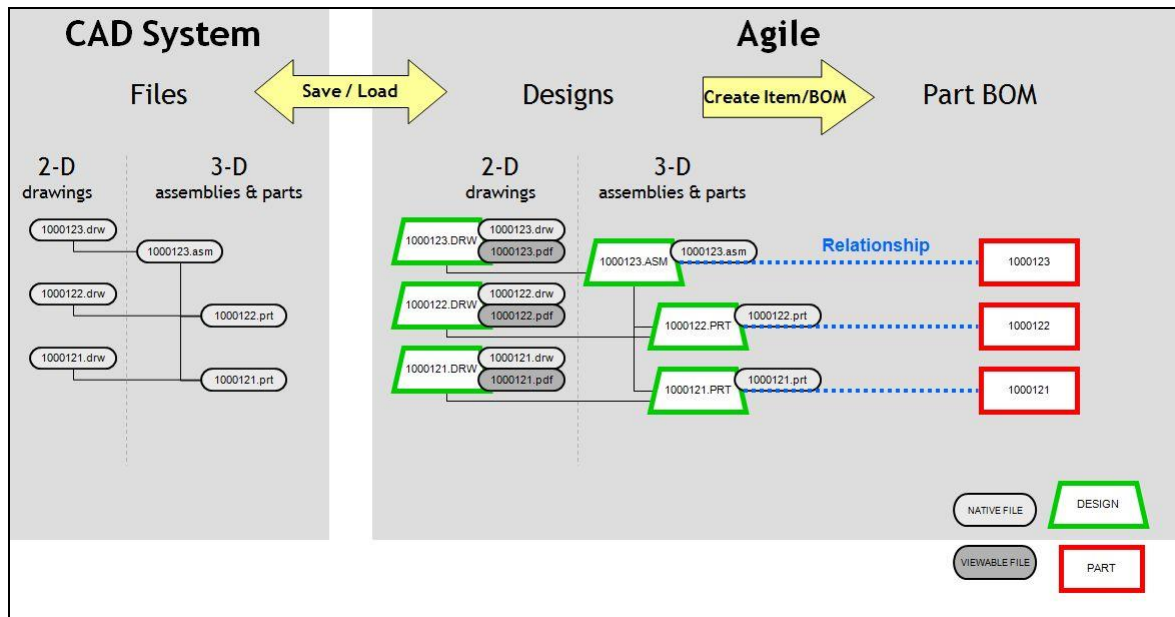 CAD System
Agile
Files
Save / Load
Designs
Create Item/BOM
Part BOM
2-D
drawings
3-D
assemblies & parts
2-D
drawings
3-D
assemblies & parts
1000123.drw
1000123.asm
1000122.drw
1000122.prt
1000121.drw
1000121.prt
1000123.DRW
1000123.drw
1000123.pdf
1000123.ASM
1000123.asm
Relationship
1000123
1000122.DRW
1000122.drw
1000122.pdf
1000122.PRT
1000122.prt
1000122
1000121.DRW
1000121.drw
1000121.pdf
1000121.PRT
1000121.prt
1000121
NATIVE FILE
DESIGN
VIEWABLE FILE
PART